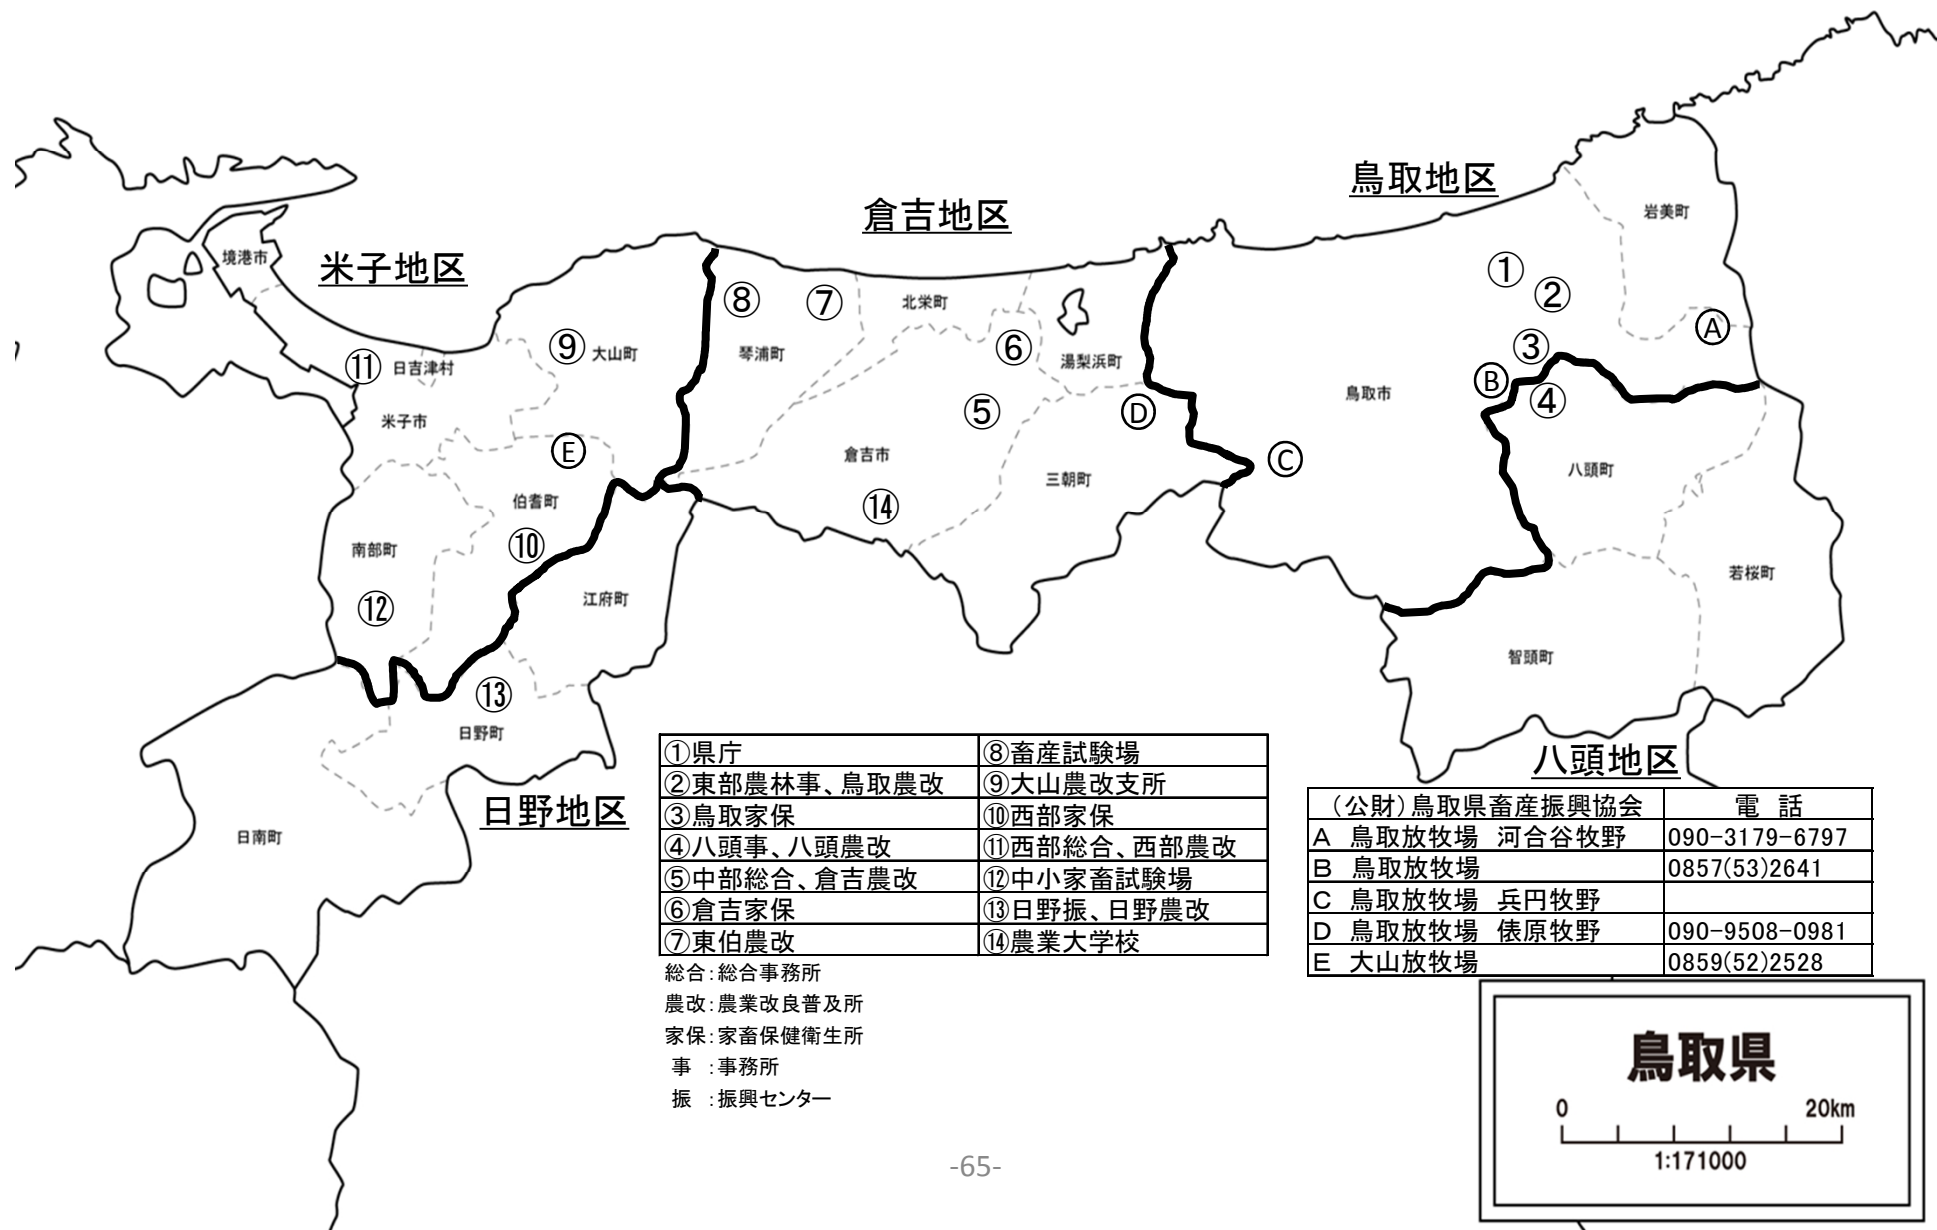 鳥取地区
倉吉地区
岩美町
米子地区
境港市
① ②
⑧ ⑦ 北栄町
A
⑨ 大山町 琴浦町 ⑥ 湯梨浜町 ③
⑪ 日吉津村
B ④
鳥取市
米子市 ⑤ D
E 倉吉市 C
八頭町
三朝町
伯耆町 ⑭
南部町 ⑩
若桜町
⑫ 江府町
智頭町
⑬
日野町
八頭地区
日野地区
日南町
①県庁 ⑧畜産試験場
②東部農林事、鳥取農改 ⑨大山農改支所
③鳥取家保 ⑩西部家保
④八頭事、八頭農改 ⑪西部総合、西部農改
⑤中部総合、倉吉農改 ⑫中小家畜試験場
⑥倉吉家保 ⑬日野振、日野農改
⑦東伯農改 ⑭農業大学校
総合：総合事務所
農改：農業改良普及所
家保：家畜保健衛生所
事　：事務所
振　：振興センター
（公財）鳥取県畜産振興協会 電　話
A　鳥取放牧場　河合谷牧野 090-3179-6797
B　鳥取放牧場 0857(53)2641
C　鳥取放牧場　兵円牧野
D　鳥取放牧場　俵原牧野 090-9508-0981
E　大山放牧場 0859(52)2528
鳥取県
0 20km
1:171000
-65-